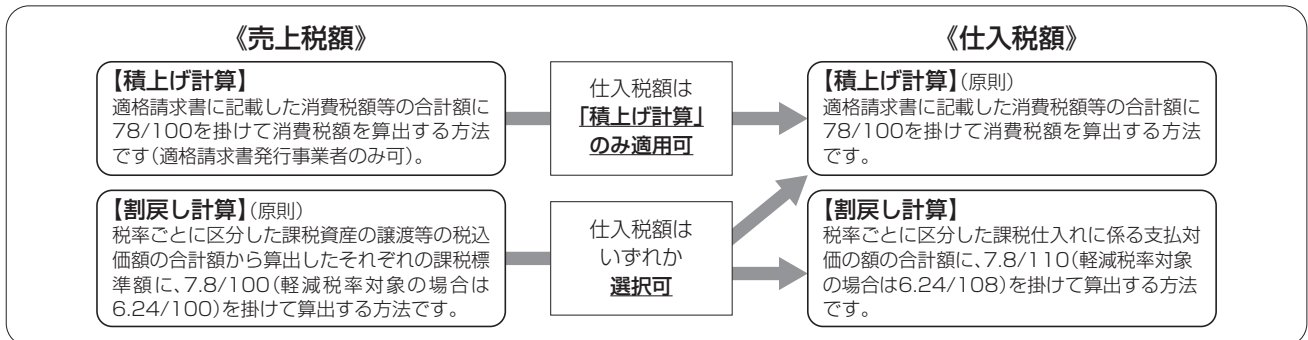 《売上税額》
【積上げ計算】
適格請求書に記載した消費税額等の合計額に
78/100を掛けて消費税額を算出する方法
です(適格請求書発行事業者のみ可)。
仕入税額は
「積上げ計算」
のみ適用可
《仕入税額》
【積上げ計算】(原則)
適格請求書に記載した消費税額等の合計額に
78/100を掛けて消費税額を算出する方法
です。
【割戻し計算】(原則)
税率ごとに区分した課税資産の譲渡等の税込
価額の合計額から算出したそれぞれの課税標
準額に、7.8/100(軽減税率対象の場合は
6.24/100)を掛けて算出する方法です。
仕入税額は
いずれか
選択可
【割戻し計算】
税率ごとに区分した課税仕入れに係る支払対
価の額の合計額に、7.8/110(軽減税率対象
の場合は6.24/108)を掛けて算出する方法
です。